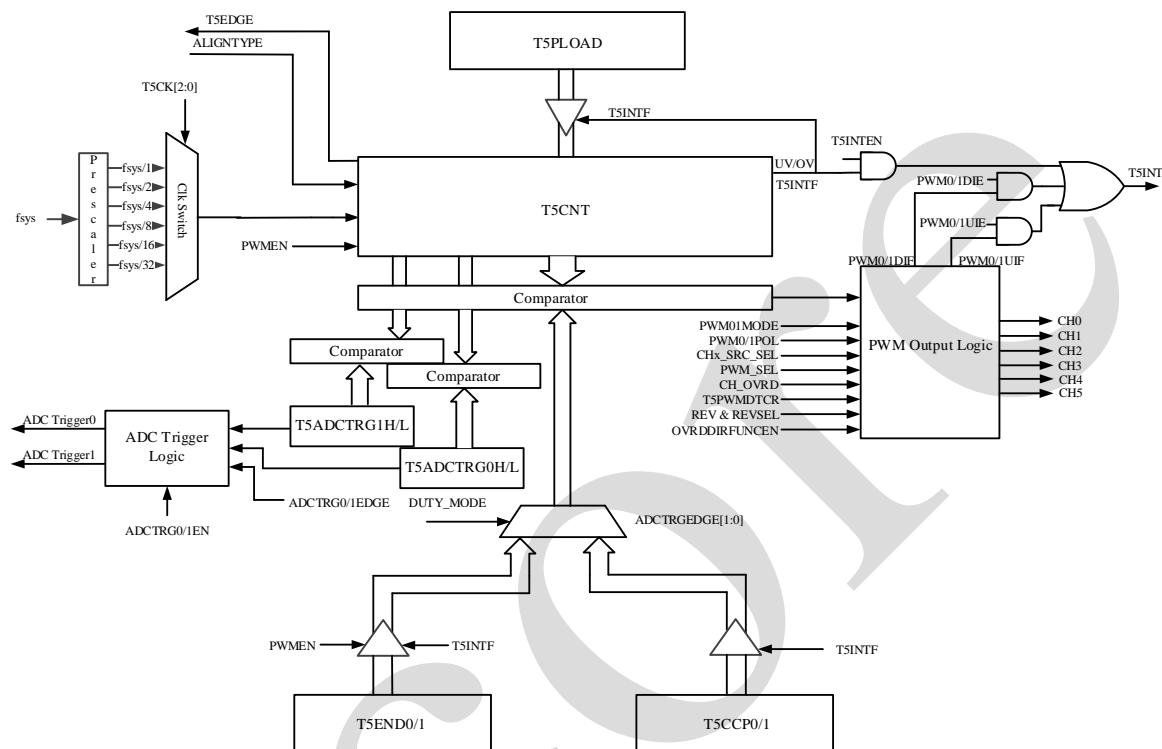 T5EDGE
ALIGNTYPE
T5PLOAD
T5CK[2:0]
T5INTF
T5INTEN
Prescaler
fsys/1
fsys/2
fsys/4
fsys/8
fsys/16
fsys/32
fsys
Clk Switch
PWMEN
T5CNT
UV/OV
T5INTF
PWM0/1DIE
PWM0/1UIE
T5INT
PWM0/1DIF
PWM0/1UIF
Comparator
Comparator
Comparator
PWM01MODE
PWM0/1POL
CHx_SRC_SEL
PWM_SEL
CH_OVRD
T5PWMDTCR
REV & REVSEL
OVRDDIRFUNCEN
PWM Output Logic
CH0
CH1
CH2
CH3
CH4
CH5
ADC Trigger0
ADC Trigger1
ADC Trigger
Logic
T5ADCTRG1H/L
T5ADCTRG0H/L
ADCTRG0/1EDGE
ADCTRG0/1EN
DUTY_MODE
ADCTRGEDGE[1:0]
PWMEN
T5INTF
T5INTF
T5END0/1
T5CCP0/1